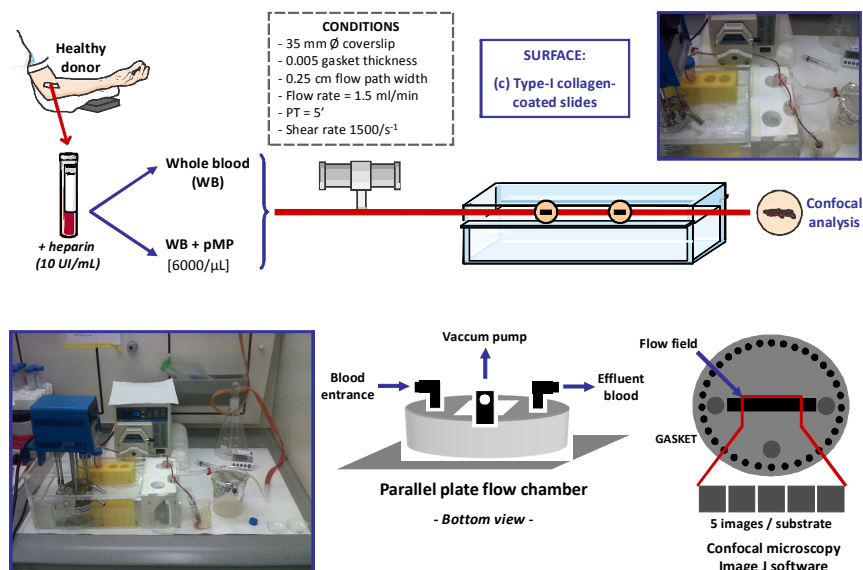 Healthy
donor
CONDITIONS
- 35 mm Ø coverslip
- 0.005 gasket thickness
- 0.25 cm flow path width
- Flow rate = 1.5 ml/min
- PT = 5’
- Shear rate 1500/s⁻¹
SURFACE:
(c) Type-I collagen-
coated slides
Whole blood
(WB)
+ heparin
(10 UI/mL)
WB + pMP
[6000/µL]
Confocal
analysis
Vaccum pump
Blood
entrance
Effluent
blood
Parallel plate flow chamber
- Bottom view -
Flow field
GASKET
5 images / substrate
Confocal microscopy
Image J software